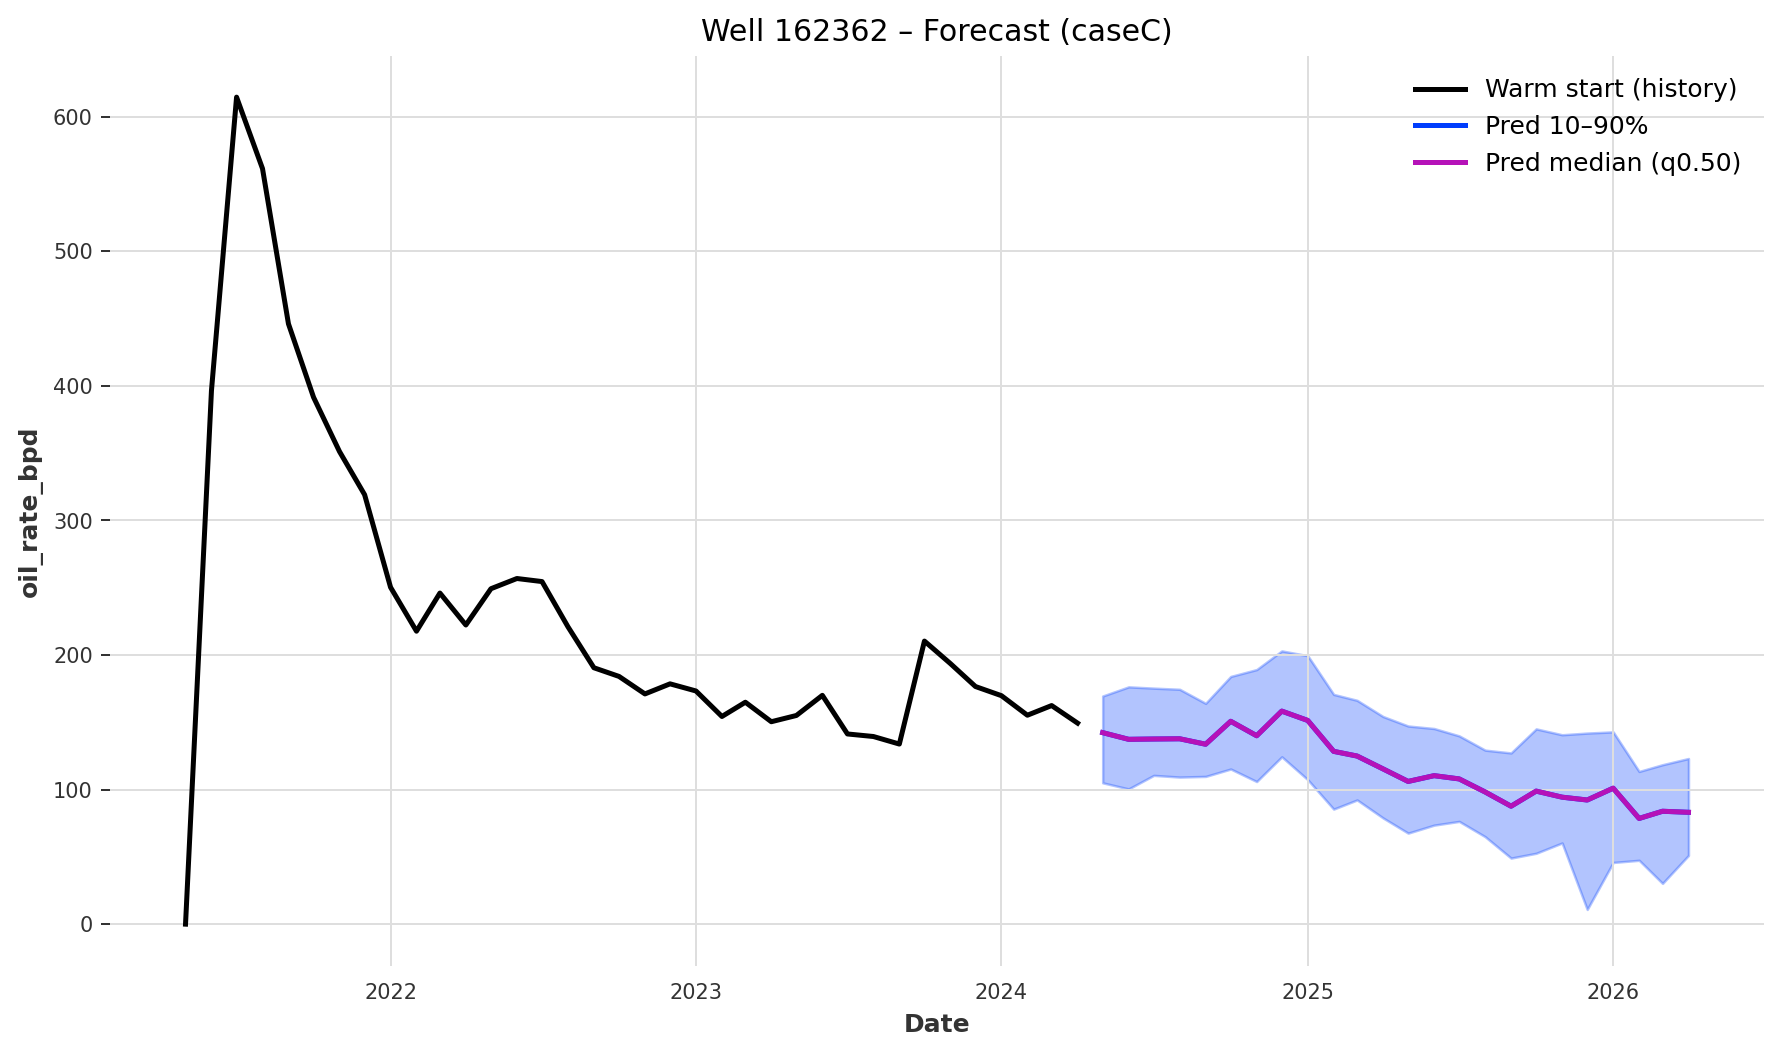 Well 162362 – Forecast (caseC)
Warm start (history)
Pred 10–90%
Pred median (q0.50)
oil_rate_bpd
600
500
400
300
200
100
0
2022
2023
2024
2025
2026
Date